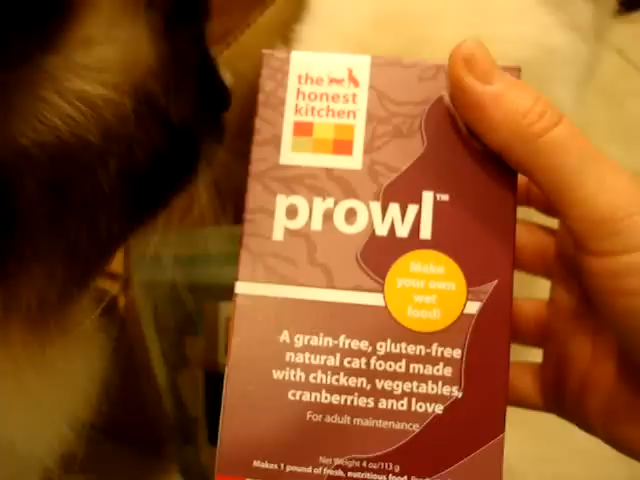 the
honest
kitchen™
prowl™
Make
your own
wet
food!
A grain-free, gluten-free
natural cat food made
with chicken, vegetables,
cranberries and love
For adult maintenance
Net Weight 4 oz/113 g
Makes 1 pound of fresh, nutritious food.